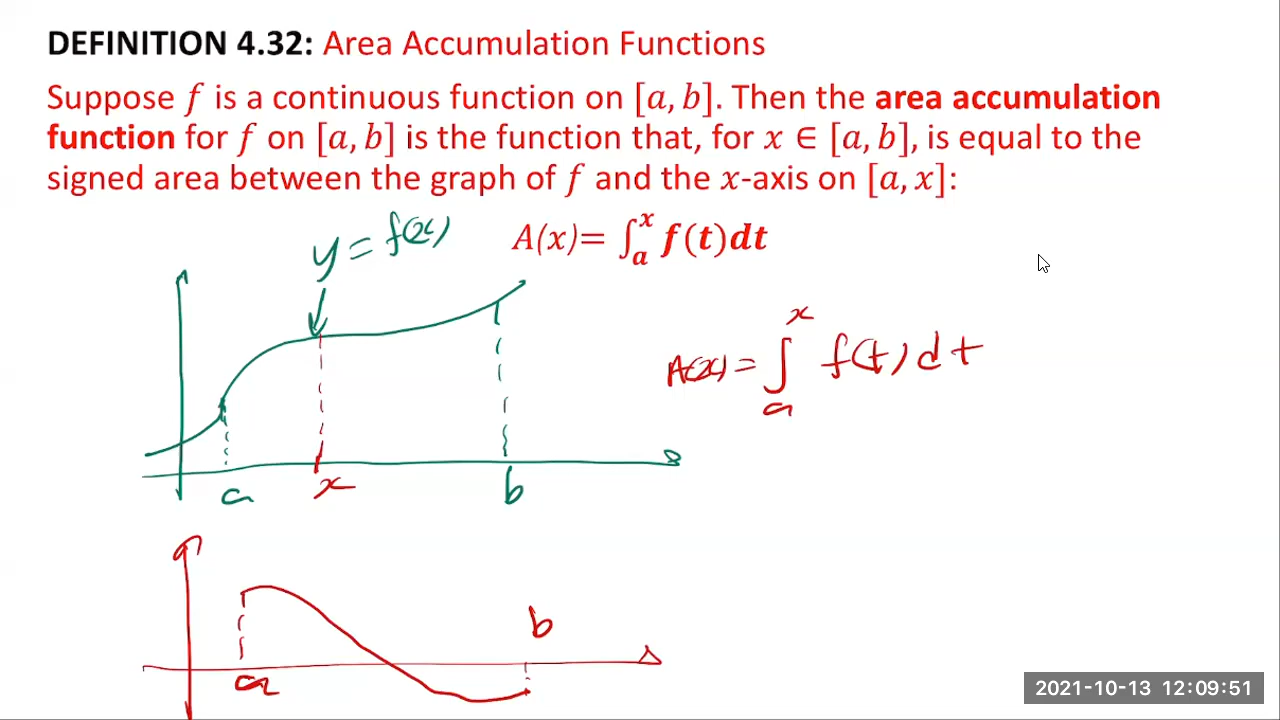 DEFINITION 4.32: Area Accumulation Functions
Suppose f is a continuous function on [a, b]. Then the area accumulation
function for f on [a, b] is the function that, for x ∈ [a, b], is equal to the
signed area between the graph of f and the x-axis on [a, x]:
A(x)= ∫ₐˣ f(t)dt
y = f(x)
A(x) = ∫ₐˣ f(t) dt
a x b
b
a
2021-10-13 12:09:51